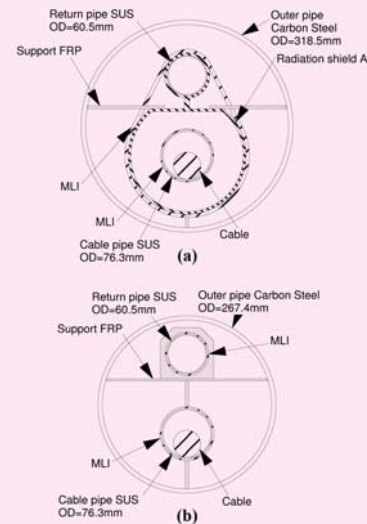 Return pipe SUS
OD=60.5mm
Outer pipe
Carbon Steel
OD=318.5mm
Support FRP
Radiation shield A
MLI
MLI
Cable
Cable pipe SUS
OD=76.3mm
(a)
Return pipe SUS
OD=60.5mm
Outer pipe Carbon Steel
OD=267.4mm
Support FRP
MLI
MLI
Cable
Cable pipe SUS
OD=76.3mm
(b)